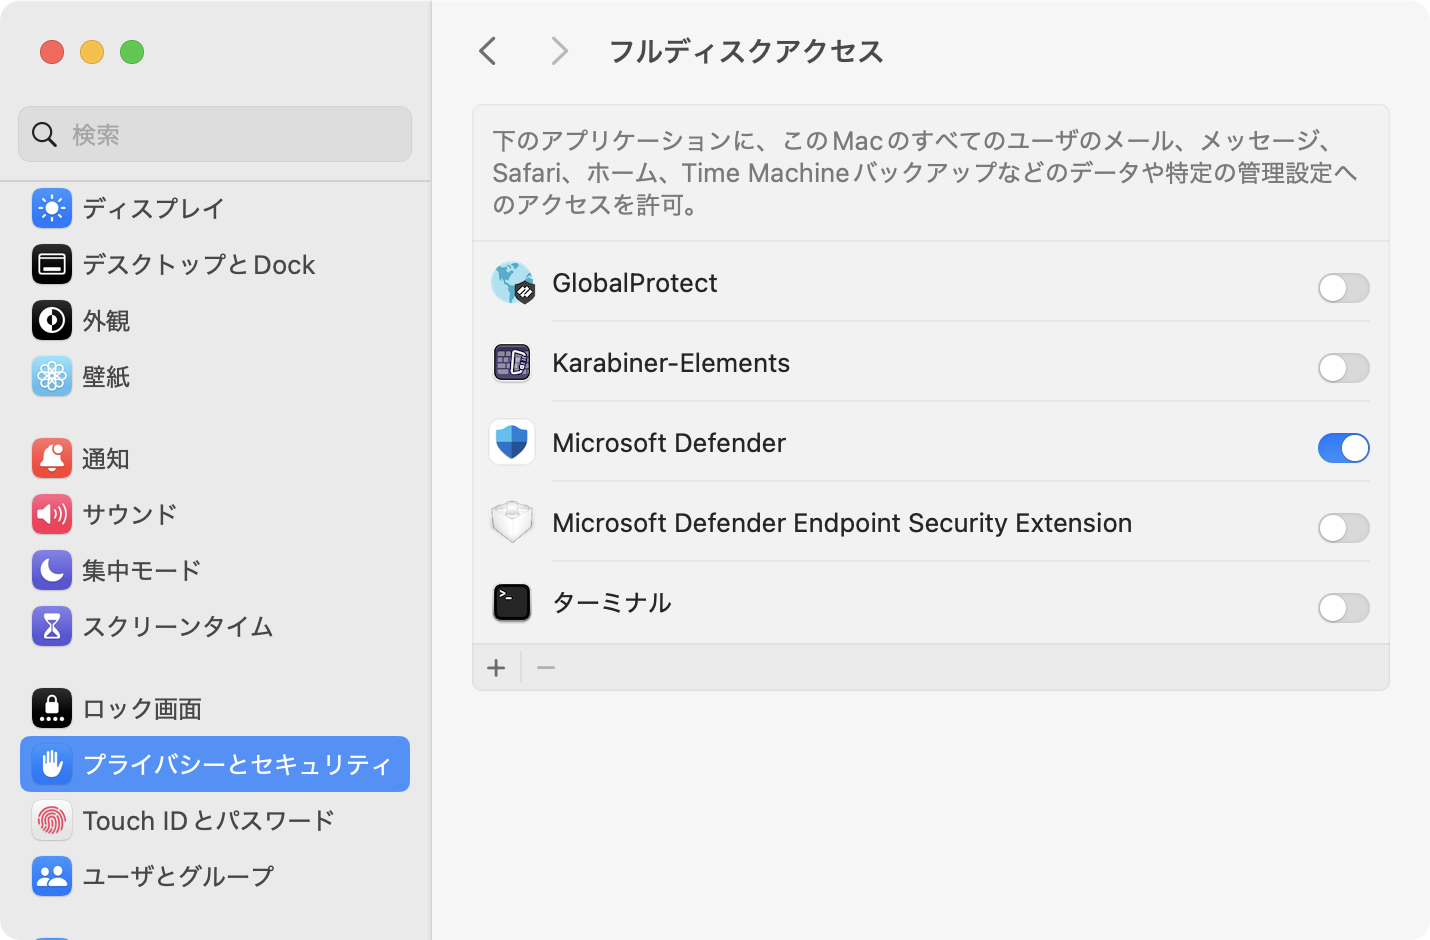 検索
ディスプレイ
デスクトップとDock
外観
壁紙
通知
サウンド
集中モード
スクリーンタイム
ロック画面
プライバシーとセキュリティ
Touch IDとパスワード
ユーザとグループ
フルディスクアクセス
下のアプリケーションに、このMacのすべてのユーザのメール、メッセージ、
Safari、ホーム、Time Machineバックアップなどのデータや特定の管理設定へ
のアクセスを許可。
GlobalProtect
Karabiner-Elements
Microsoft Defender
Microsoft Defender Endpoint Security Extension
ターミナル